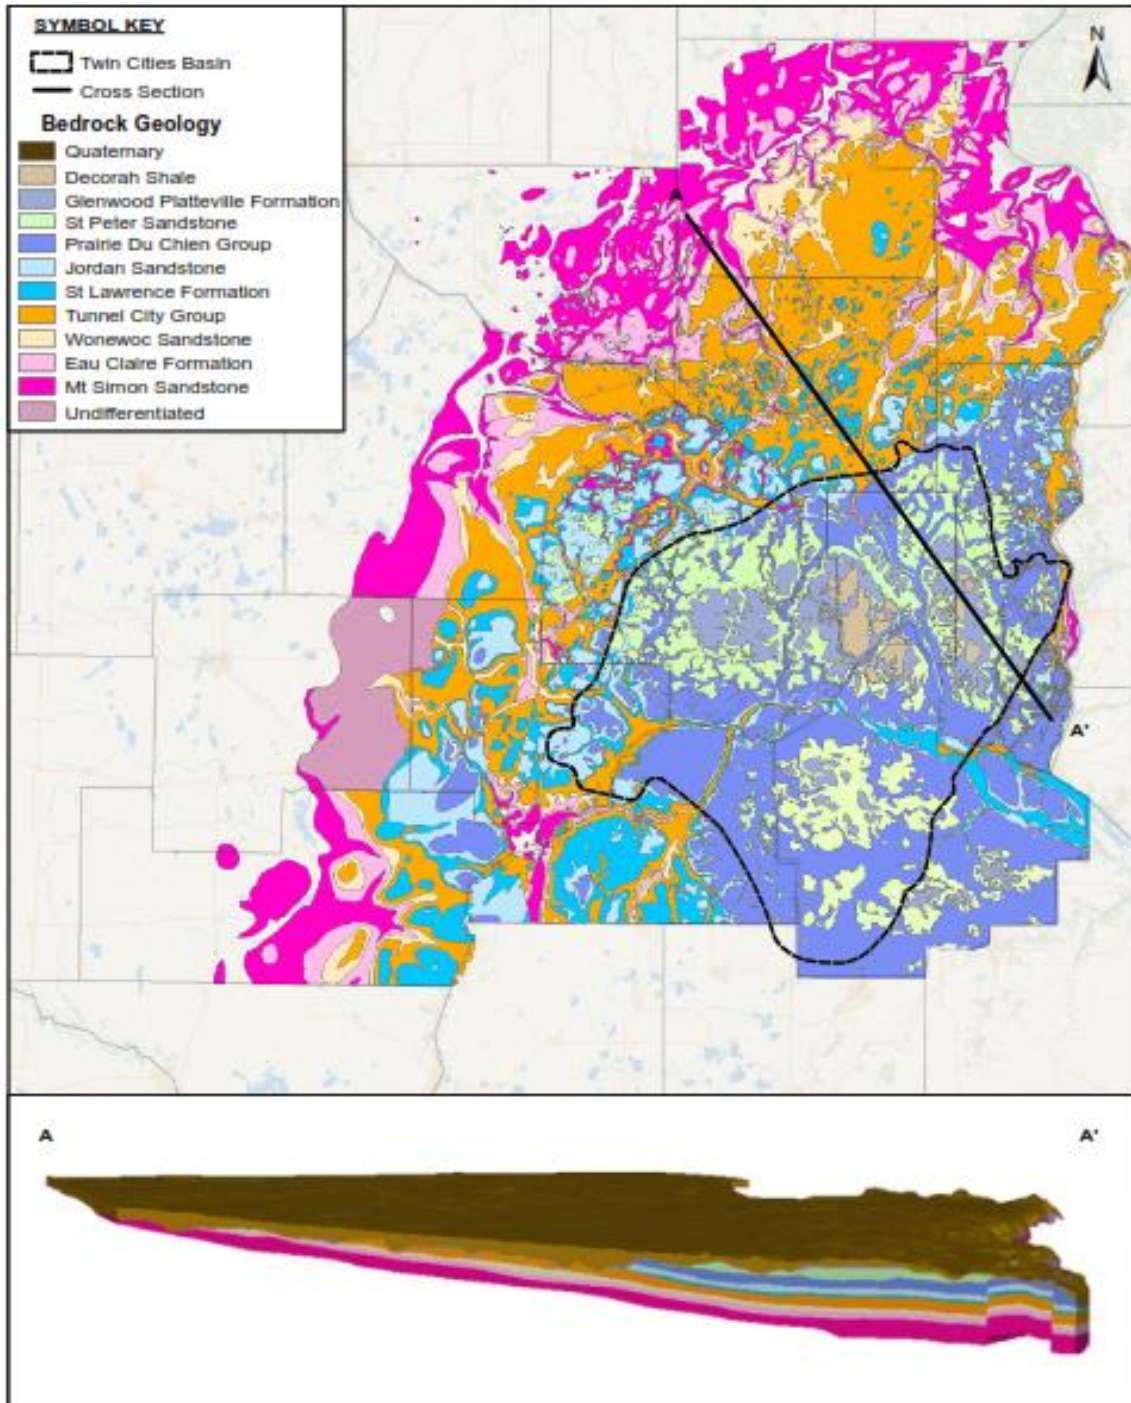 SYMBOL KEY
Twin Cities Basin
Cross Section
Bedrock Geology
Quaternary
Decorah Shale
Glenwood Platteville Formation
St Peter Sandstone
Prairie Du Chien Group
Jordan Sandstone
St Lawrence Formation
Tunnel City Group
Wonewoc Sandstone
Eau Claire Formation
Mt Simon Sandstone
Undifferentiated
N
A
A'
A
A'